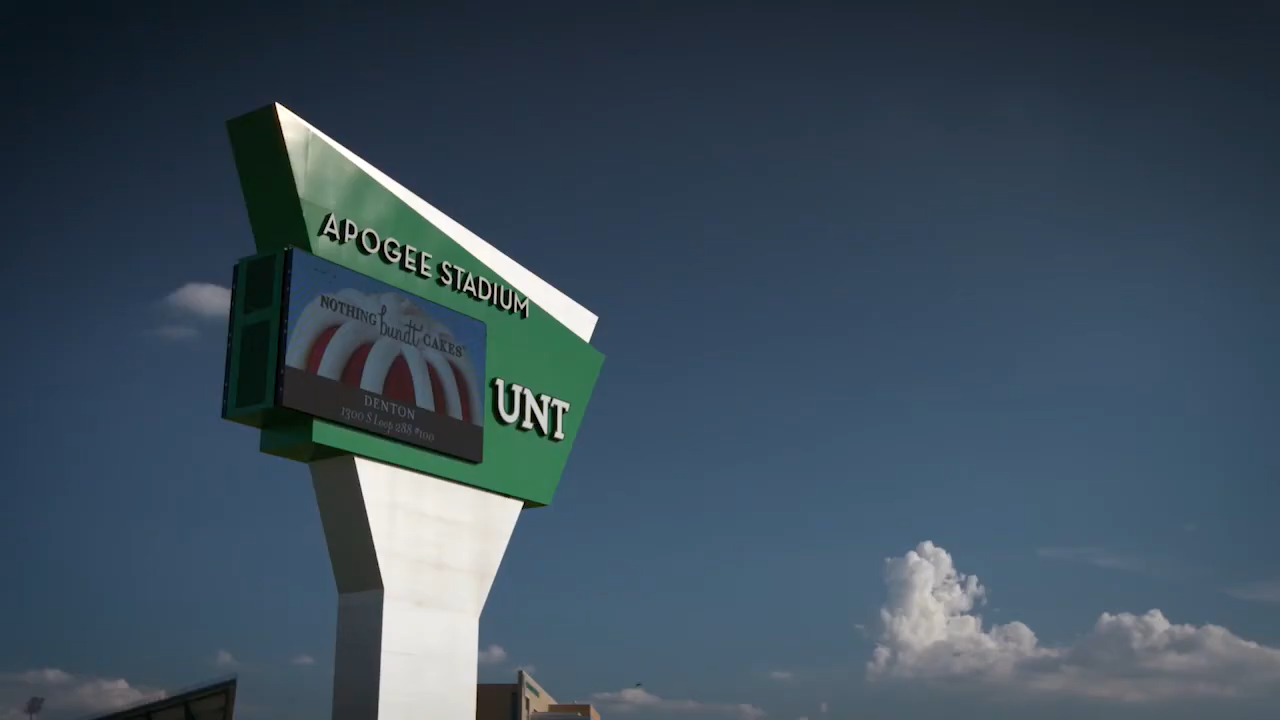 APOGEE STADIUM
NOTHING bundt CAKES
DENTON
1300 S Loop 288 #100
UNT